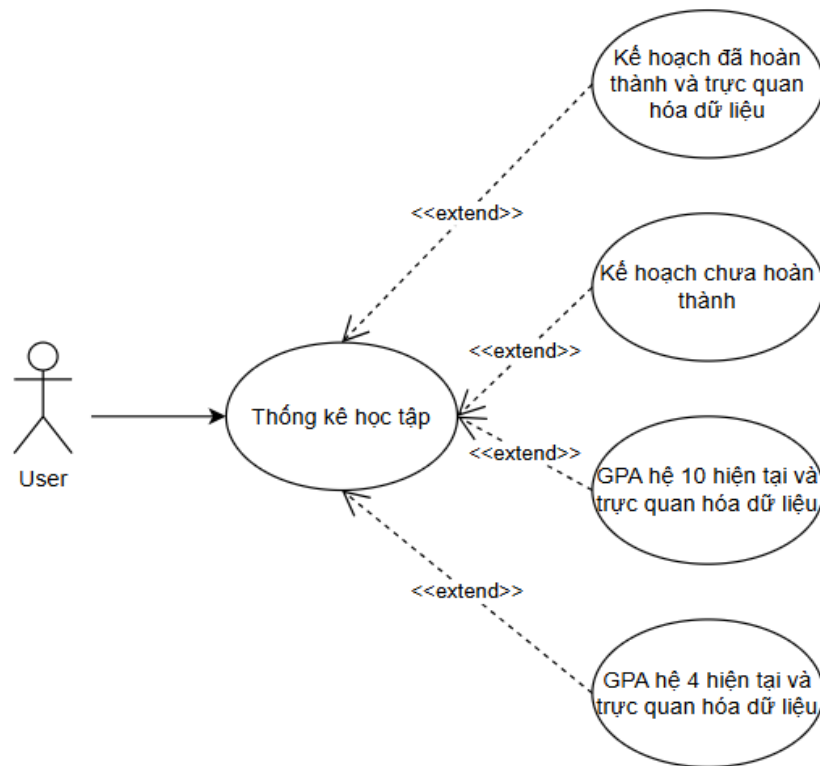 Kế hoạch đã hoàn
thành và trực quan
hóa dữ liệu
<<extend>>
Kế hoạch chưa hoàn
thành
<<extend>>
Thống kê học tập
User
<<extend>>
GPA hệ 10 hiện tại và
trực quan hóa dữ liệu
<<extend>>
GPA hệ 4 hiện tại và
trực quan hóa dữ liệu